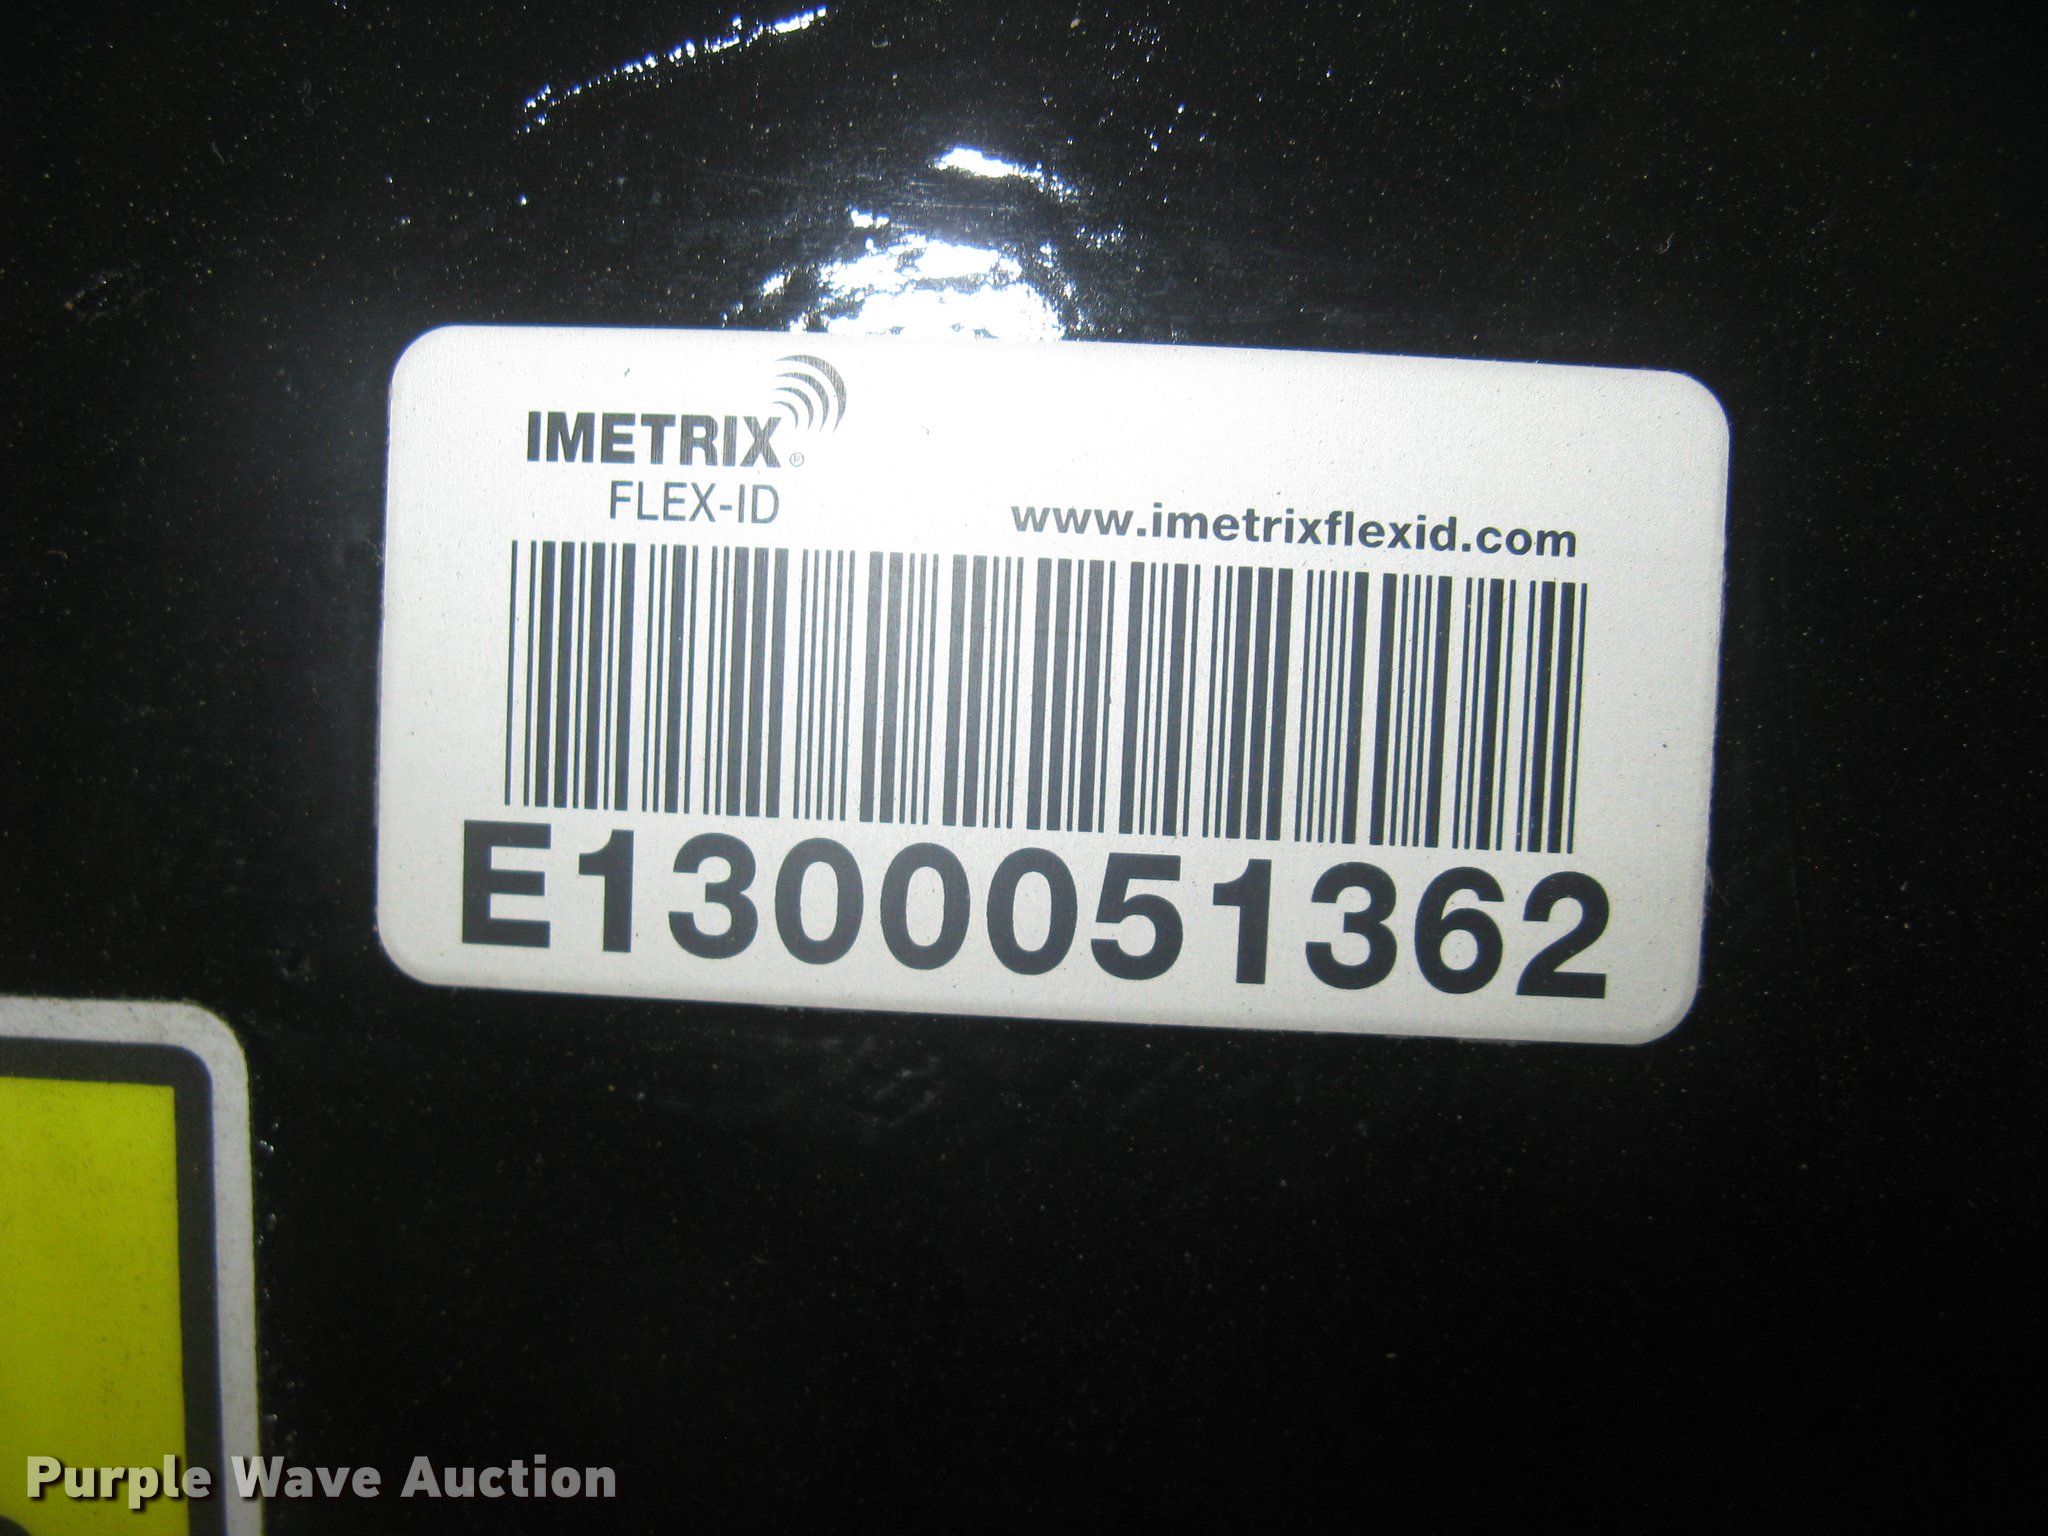 IMETRIX®
FLEX-ID
www.imetrixflexid.com
E1300051362
Purple Wave Auction